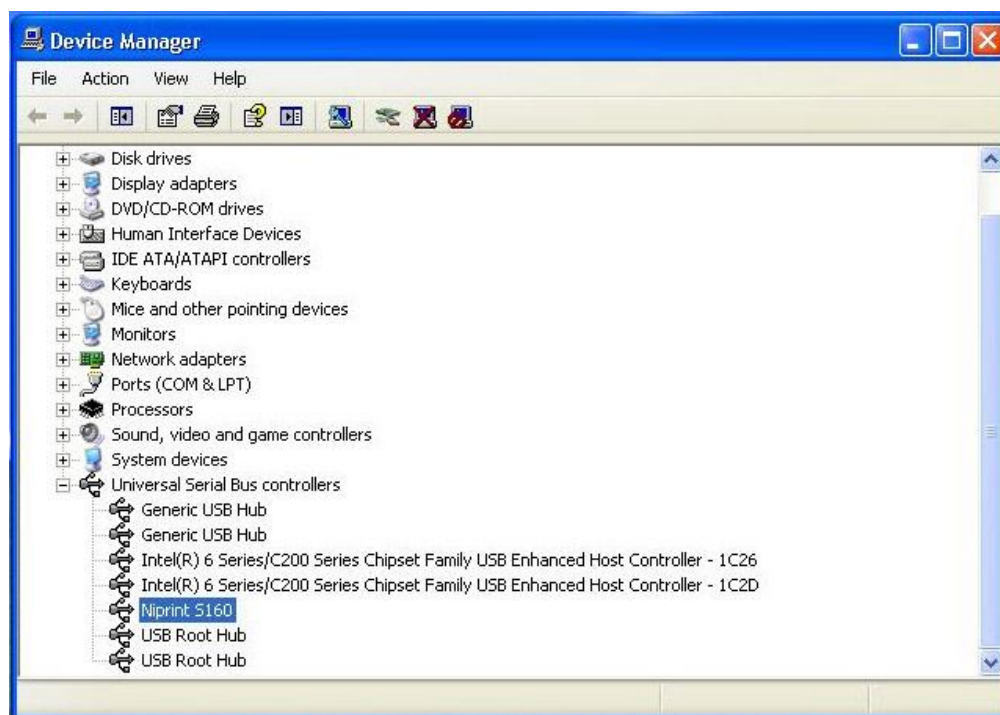 Device Manager
File Action View Help
Disk drives
Display adapters
DVD/CD-ROM drives
Human Interface Devices
IDE ATA/ATAPI controllers
Keyboards
Mice and other pointing devices
Monitors
Network adapters
Ports (COM & LPT)
Processors
Sound, video and game controllers
System devices
Universal Serial Bus controllers
Generic USB Hub
Generic USB Hub
Intel(R) 6 Series/C200 Series Chipset Family USB Enhanced Host Controller - 1C26
Intel(R) 6 Series/C200 Series Chipset Family USB Enhanced Host Controller - 1C2D
Niprint S160
USB Root Hub
USB Root Hub